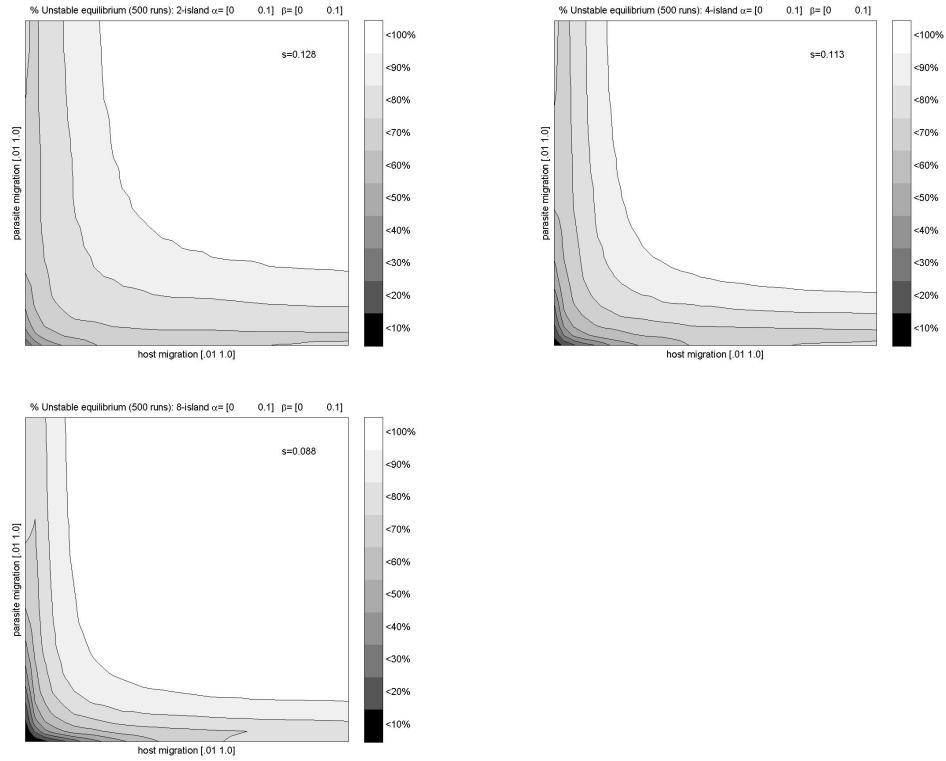 % Unstable equilibrium (500 runs): 2-island α= [0 0.1] β= [0 0.1]
s=0.128
parasite migration [.01 1.0]
host migration [.01 1.0]
<100%
<90%
<80%
<70%
<60%
<50%
<40%
<30%
<20%
<10%
% Unstable equilibrium (500 runs): 4-island α= [0 0.1] β= [0 0.1]
s=0.113
parasite migration [.01 1.0]
host migration [.01 1.0]
<100%
<90%
<80%
<70%
<60%
<50%
<40%
<30%
<20%
<10%
% Unstable equilibrium (500 runs): 8-island α= [0 0.1] β= [0 0.1]
s=0.088
parasite migration [.01 1.0]
host migration [.01 1.0]
<100%
<90%
<80%
<70%
<60%
<50%
<40%
<30%
<20%
<10%